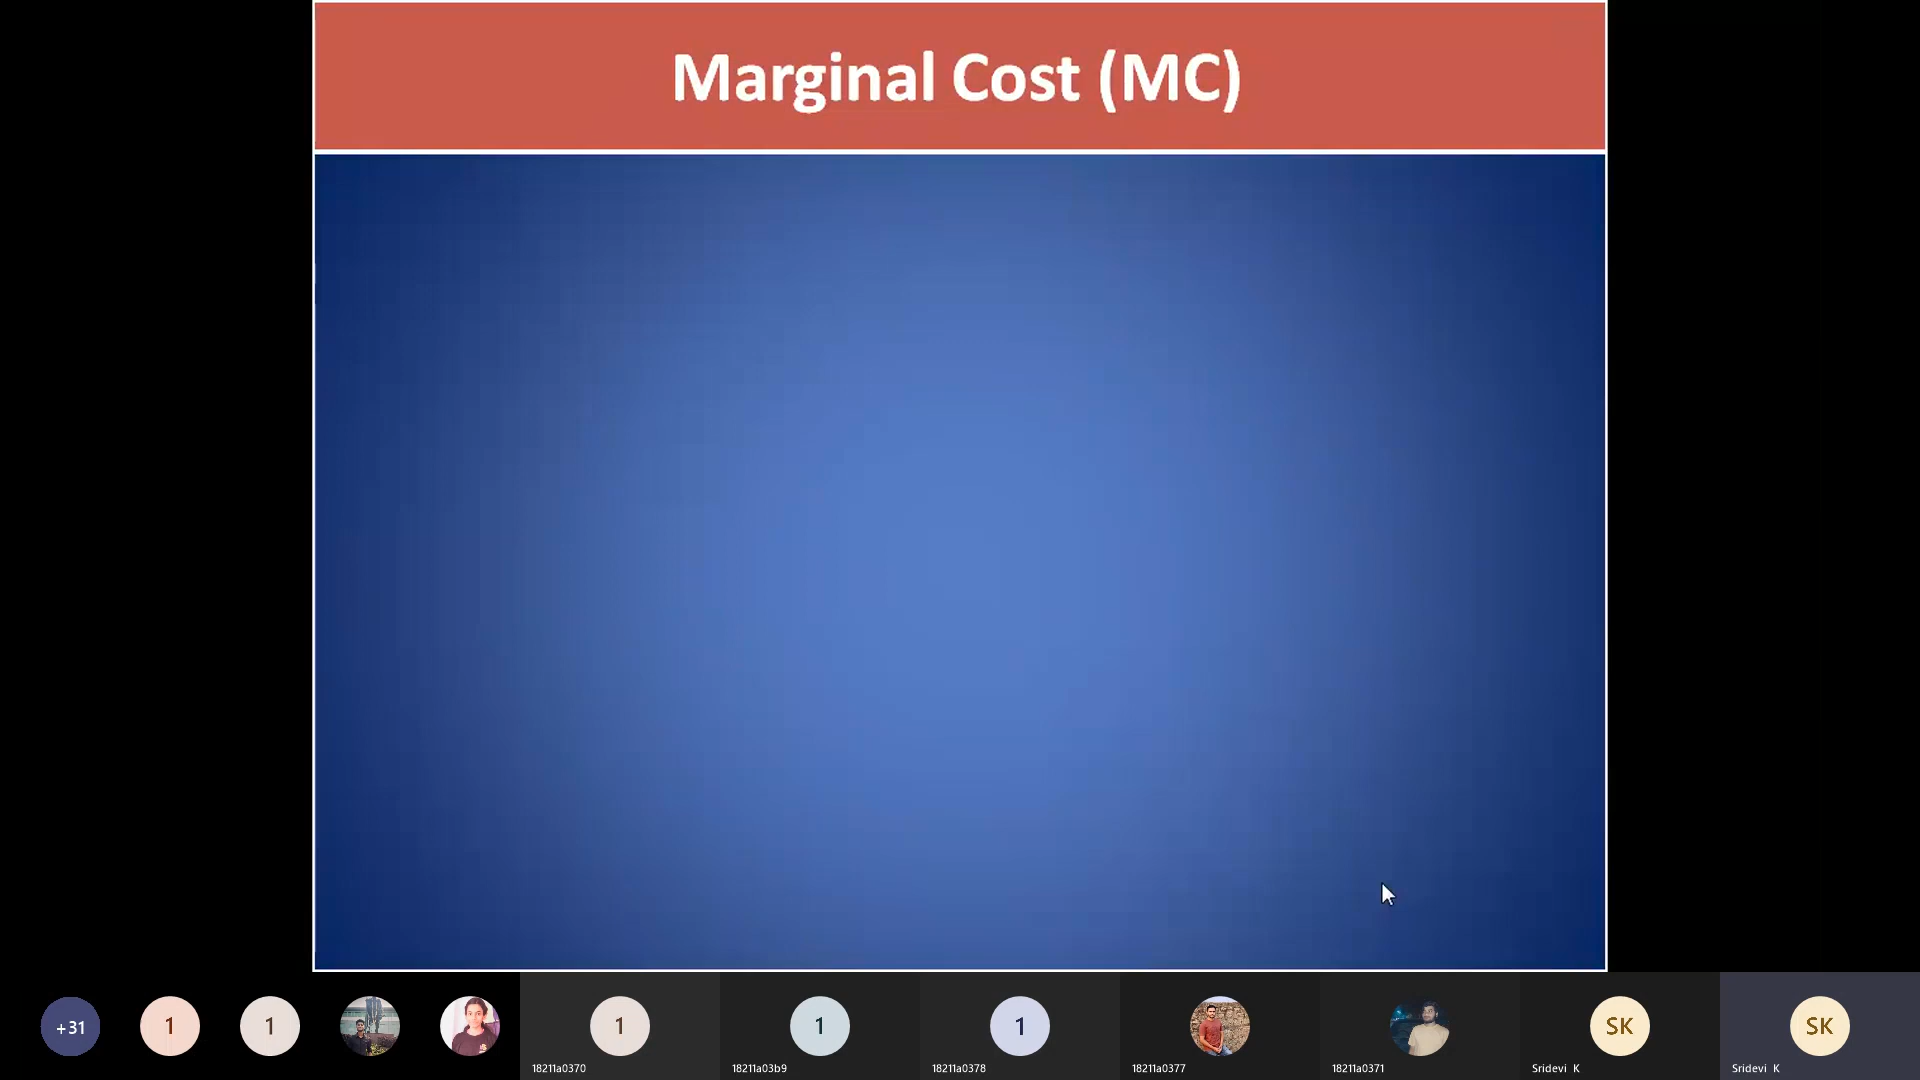 Marginal Cost (MC)
+31
1
1
1
1
1
SK
SK
18211a0370
18211a03b9
18211a0378
18211a0377
18211a0371
Sridevi K
Sridevi K